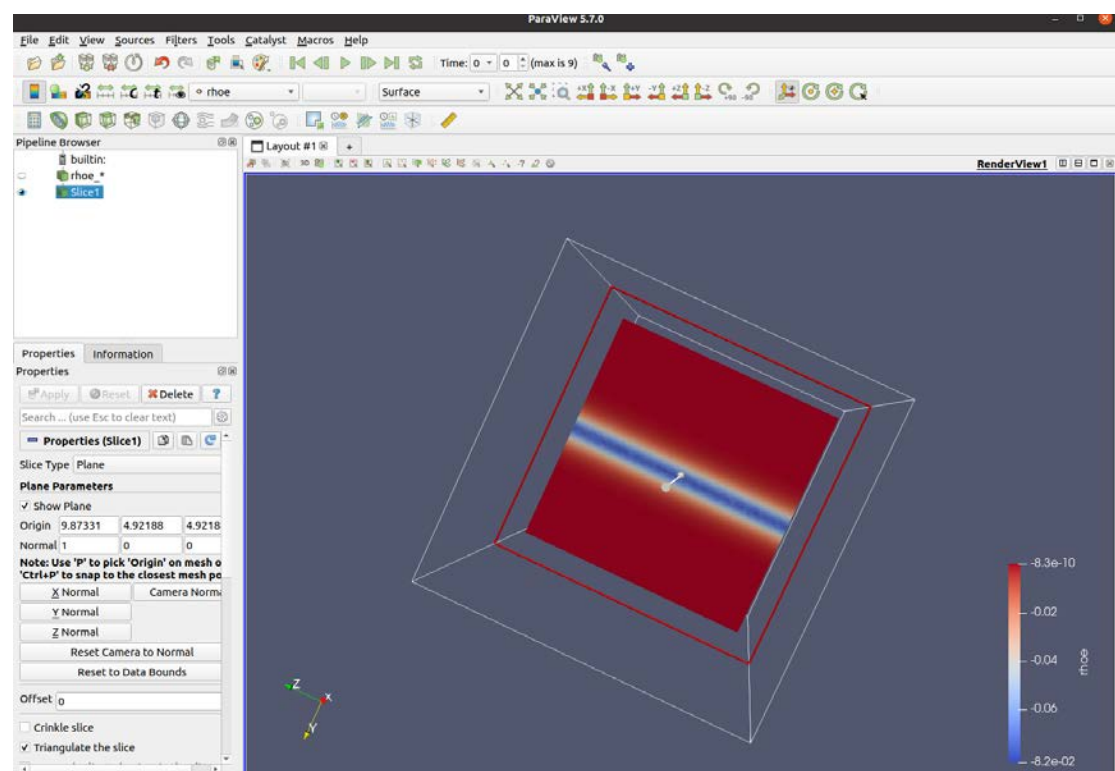 ParaView 5.7.0
File Edit View Sources Filters Tools Catalyst Macros Help
Time: 0 0 (max is 9)
rhoe Surface
Pipeline Browser
Layout #1
builtin:
rhoe_*
Slice1
RenderView1
Properties Information
Properties
Apply Reset Delete ?
Search ... (use Esc to clear text)
Properties (Slice1)
Slice Type Plane
Plane Parameters
Show Plane
Origin 9.87331 4.92188 4.9218
Normal 1 0 0
Note: Use 'P' to pick 'Origin' on mesh o
'Ctrl+P' to snap to the closest mesh po
X Normal Camera Norma
Y Normal
Z Normal
Reset Camera to Normal
Reset to Data Bounds
Offset 0
Crinkle slice
Triangulate the slice
Z
X
Y
-8.3e-10
-0.02
-0.04
-0.06
-8.2e-02
rhoe